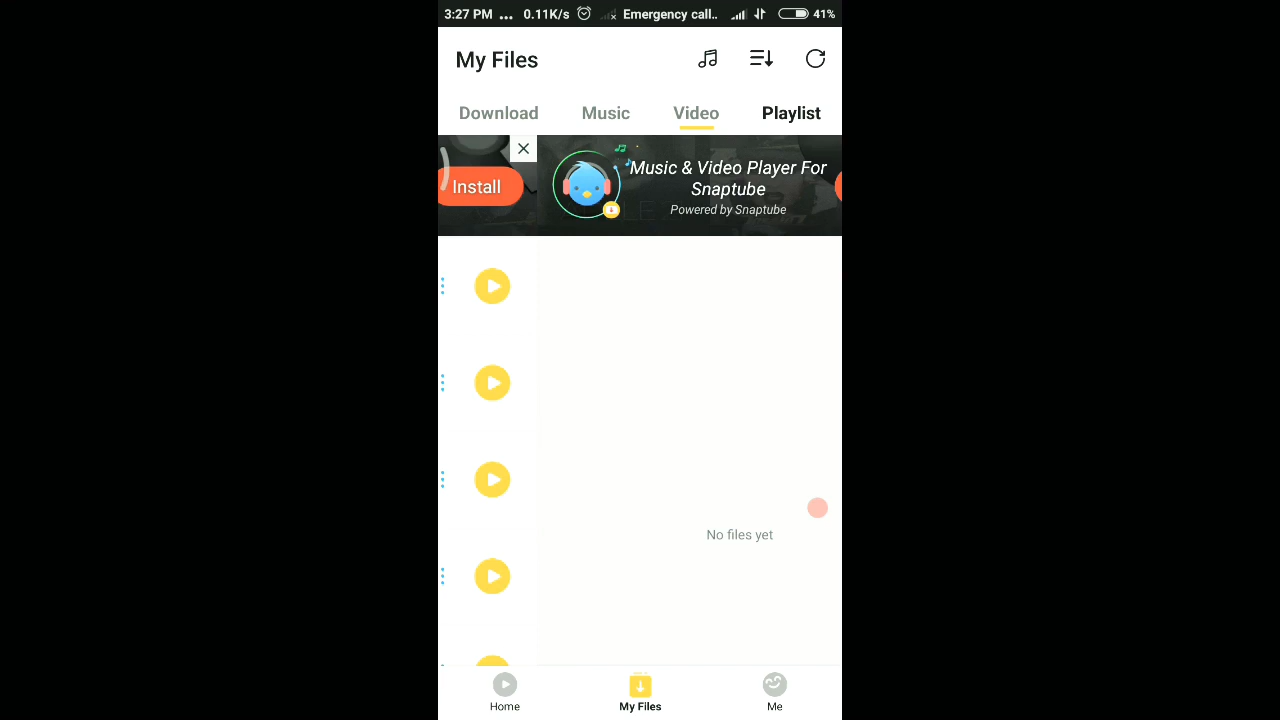 3:27 PM ... 0.11K/s Emergency call.. 41%
My Files
Download Music Video Playlist
Install
Music & Video Player For
Snaptube
Powered by Snaptube
No files yet
Home My Files Me